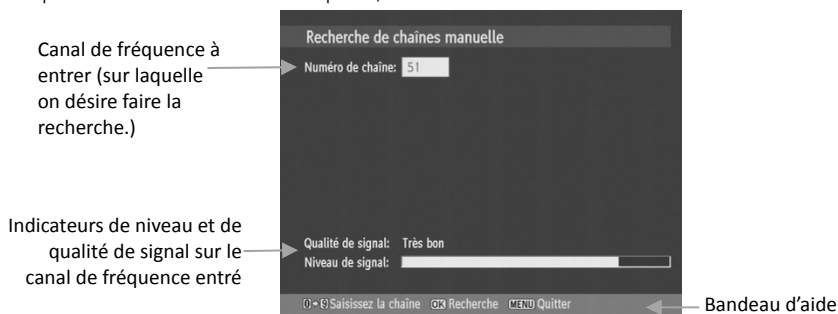 Recherche de chaînes manuelle
Canal de fréquence à
entrer (sur laquelle
on désire faire la
recherche.)
Numéro de chaîne: 51
Indicateurs de niveau et de
qualité de signal sur le
canal de fréquence entré
Qualité de signal: Très bon
Niveau de signal:
0 - 9 Saisissez la chaîne OK Recherche MENU Quitter
Bandeau d'aide